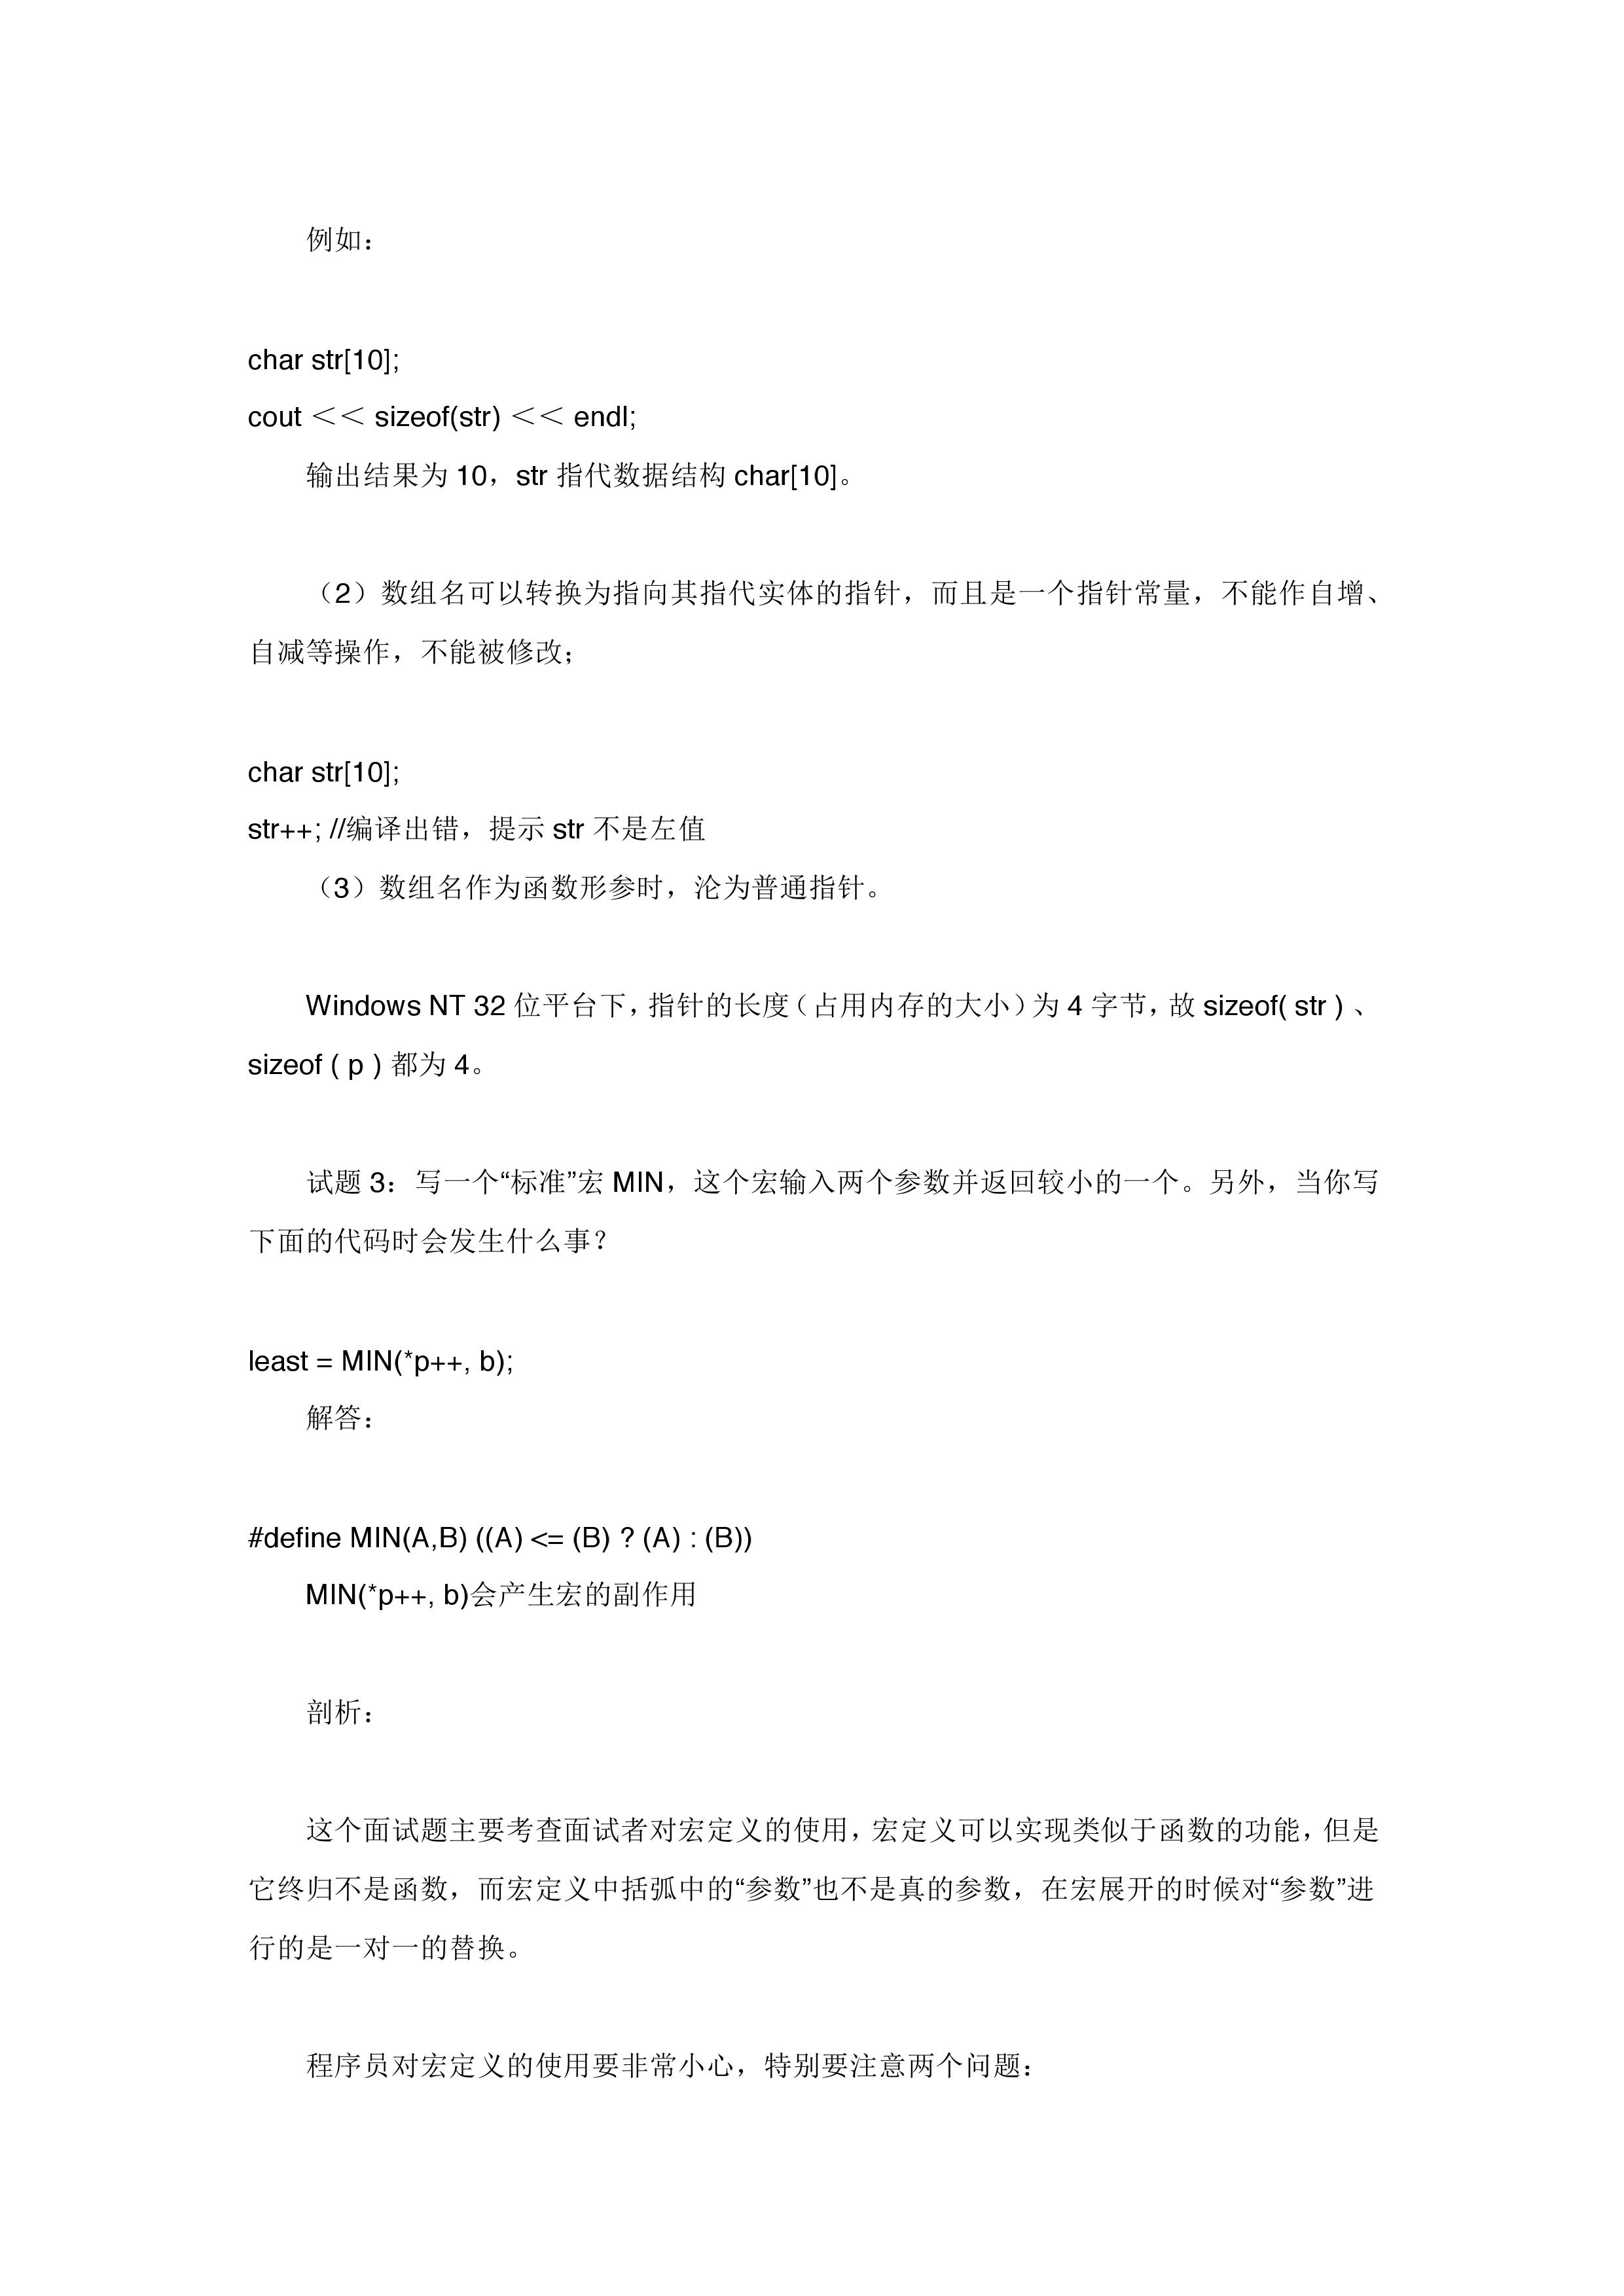 例如：
char str[10];
cout ＜＜ sizeof(str) ＜＜ endl;
输出结果为 10，str 指代数据结构 char[10]。
（2）数组名可以转换为指向其指代实体的指针，而且是一个指针常量，不能作自增、
自减等操作，不能被修改；
char str[10];
str++; //编译出错，提示 str 不是左值
（3）数组名作为函数形参时，沦为普通指针。
Windows NT 32 位平台下，指针的长度（占用内存的大小）为 4 字节，故 sizeof( str ) 、
sizeof ( p ) 都为 4。
试题 3：写一个“标准”宏 MIN，这个宏输入两个参数并返回较小的一个。另外，当你写
下面的代码时会发生什么事？
least = MIN(*p++, b);
解答：
#define MIN(A,B) ((A) <= (B) ? (A) : (B))
MIN(*p++, b)会产生宏的副作用
剖析：
这个面试题主要考查面试者对宏定义的使用，宏定义可以实现类似于函数的功能，但是
它终归不是函数，而宏定义中括弧中的“参数”也不是真的参数，在宏展开的时候对“参数”进
行的是一对一的替换。
程序员对宏定义的使用要非常小心，特别要注意两个问题：